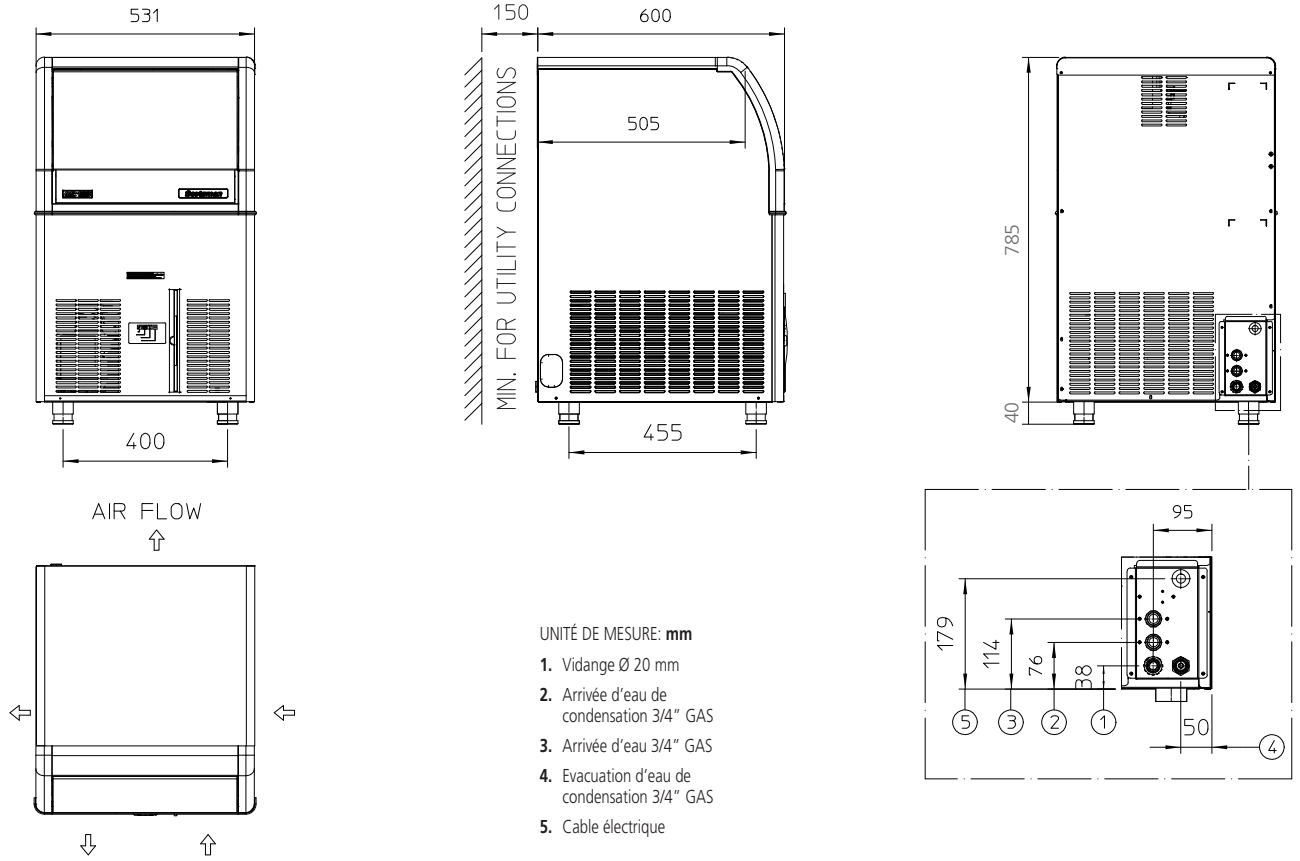 531
150
600
505
MIN. FOR UTILITY CONNECTIONS
785
40
400
455
AIR FLOW
95
179
114
76
38
5
3
2
1
50
4
UNITÉ DE MESURE: mm
1. Vidange Ø 20 mm
2. Arrivée d’eau de
condensation 3/4” GAS
3. Arrivée d’eau 3/4” GAS
4. Evacuation d’eau de
condensation 3/4” GAS
5. Cable électrique